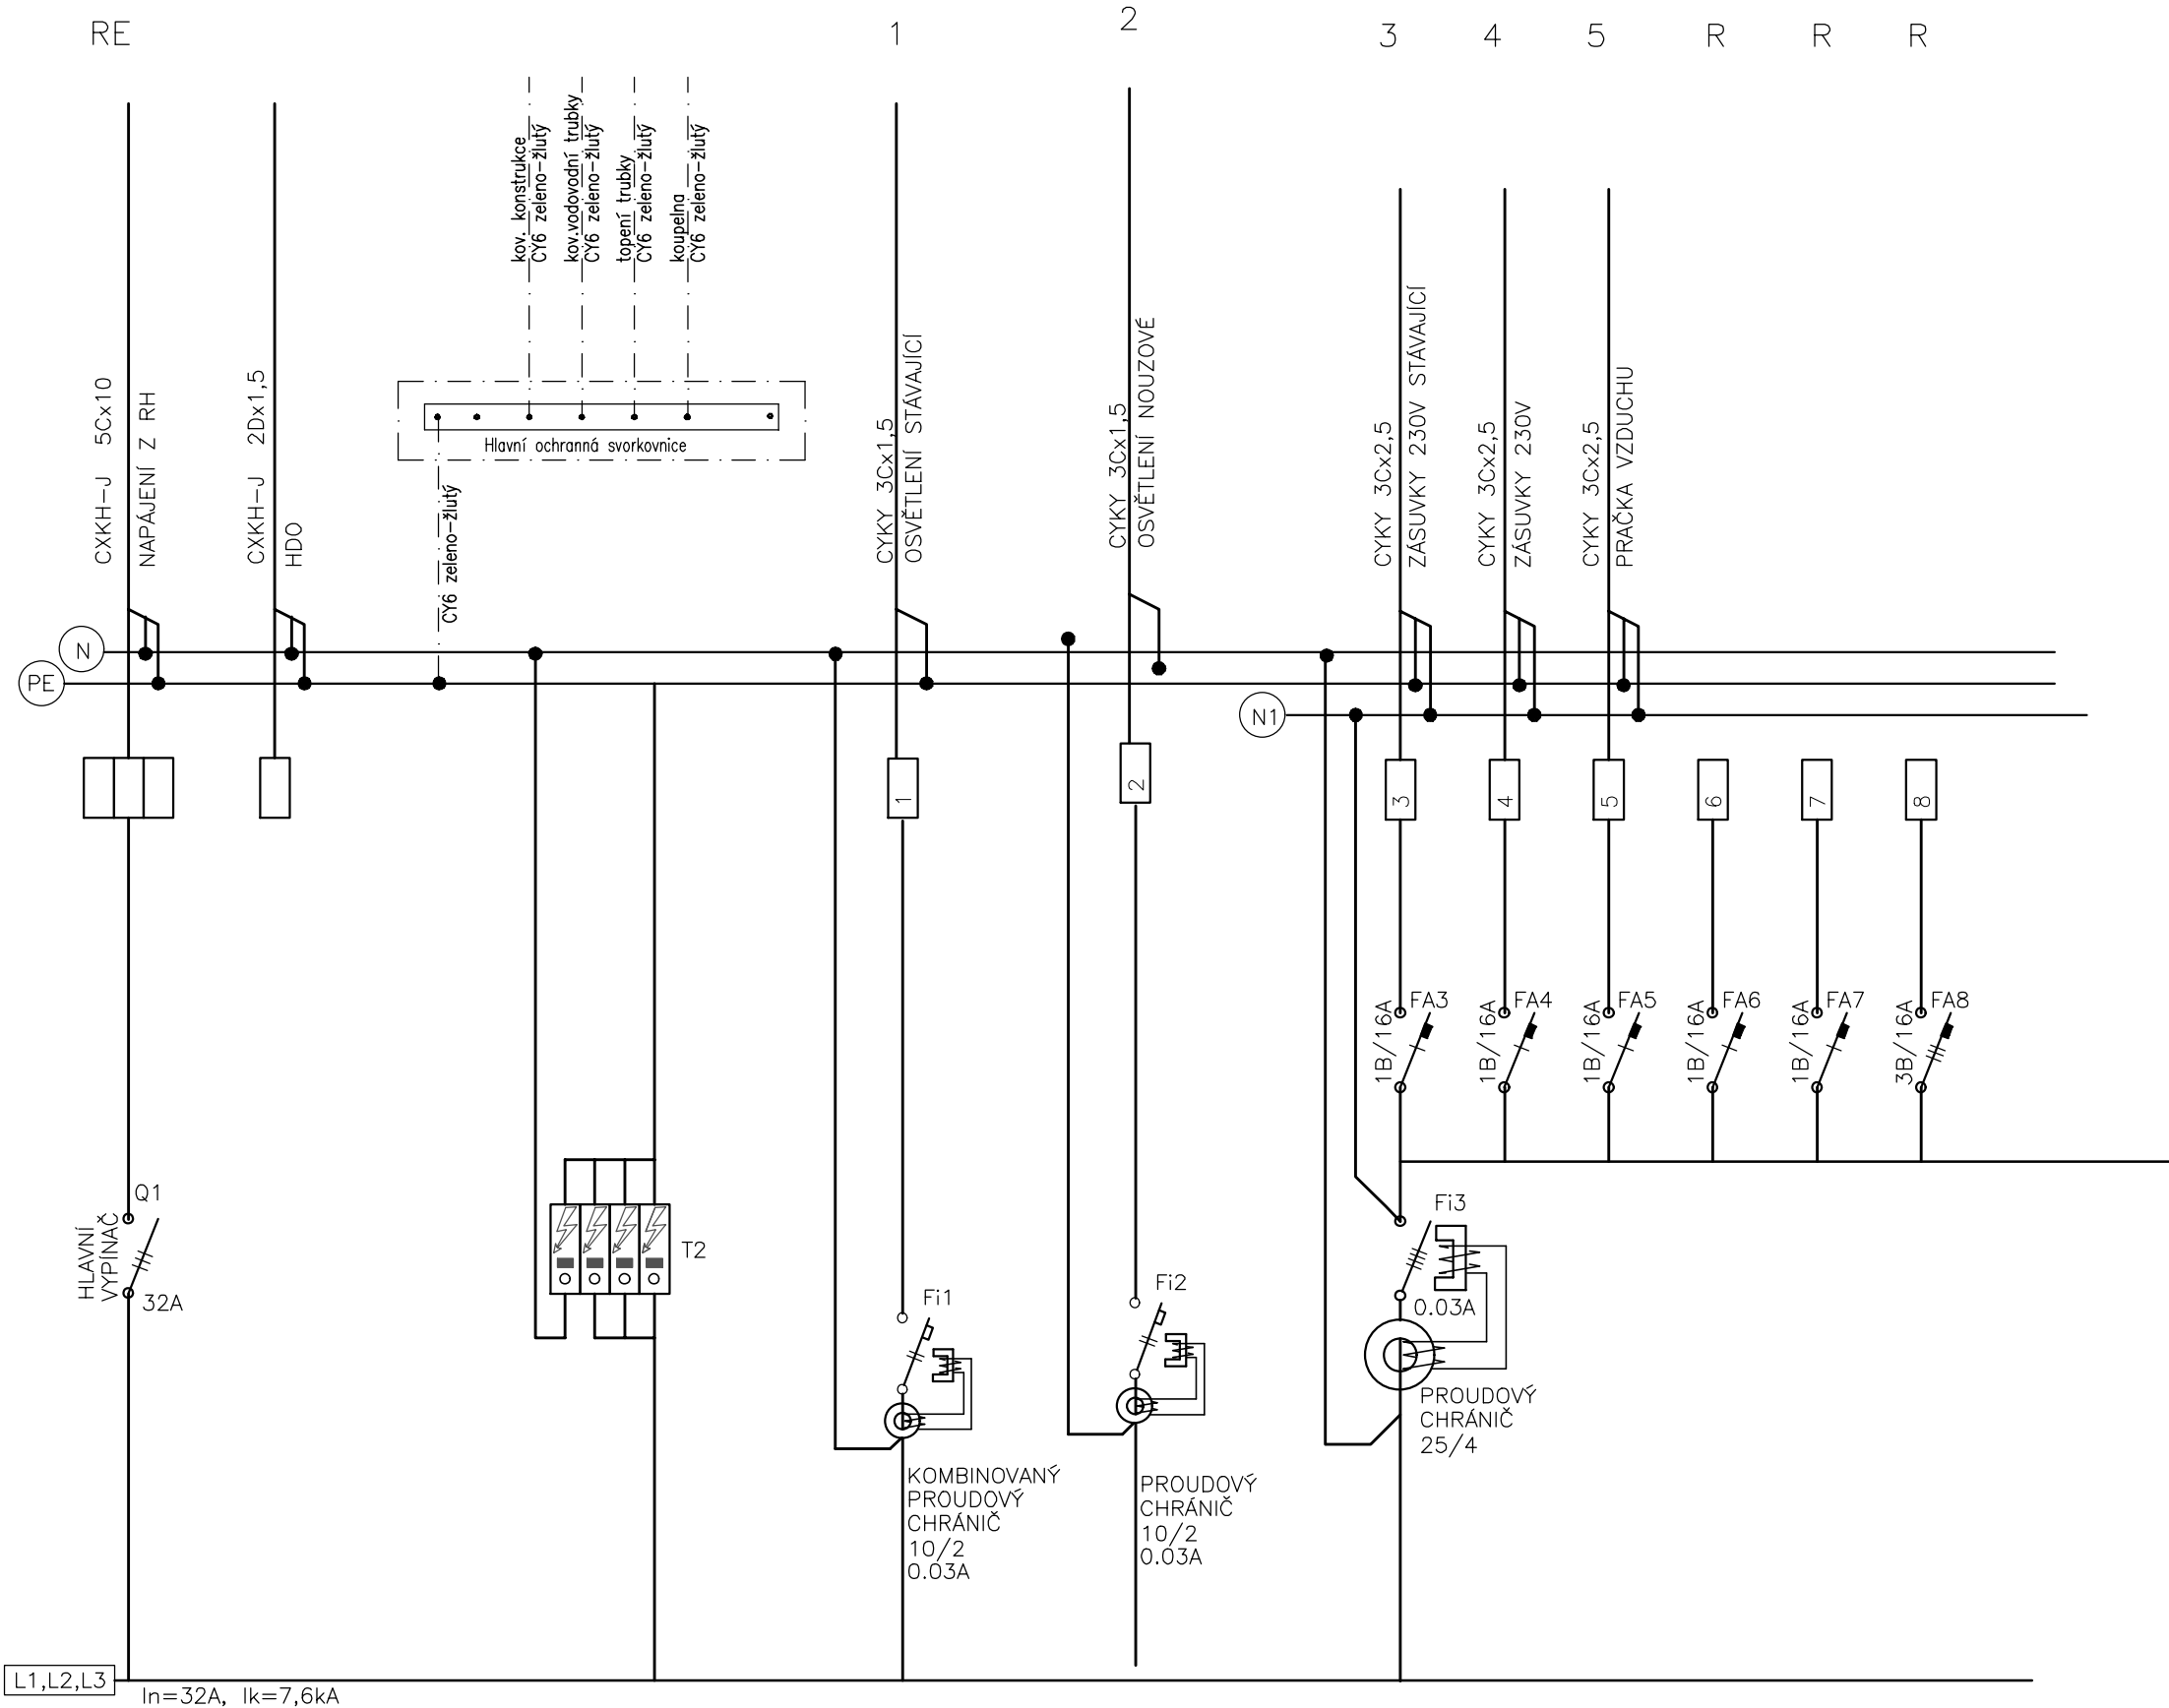 RE
1
2
3
4
5
R
R
R
CXKH-J 5Cx10
NAPÁJENÍ Z RH
CXKH-J 2Dx1,5
HDO
kov. konstrukce
CY6 zeleno-žlutý
kov.vodovodní trubky
CY6 zeleno-žlutý
topení trubky
CY6 zeleno-žlutý
koupelna
CY6 zeleno-žlutý
Hlavní ochranná svorkovnice
CY6 zeleno-žlutý
CYKY 3Cx1,5
OSVĚTLENÍ STÁVAJÍCÍ
CYKY 3Cx1,5
OSVĚTLENÍ NOUZOVÉ
CYKY 3Cx2,5
ZÁSUVKY 230V STÁVAJÍCÍ
CYKY 3Cx2,5
ZÁSUVKY 230V
CYKY 3Cx2,5
PRAČKA VZDUCHU
N
PE
N1
1
2
3
4
5
6
7
8
1B/16A
FA3
1B/16A
FA4
1B/16A
FA5
1B/16A
FA6
1B/16A
FA7
3B/16A
FA8
Q1
HLAVNÍ
VYPÍNAČ
32A
T2
Fi1
KOMBINOVANÝ
PROUDOVÝ
CHRÁNIČ
10/2
0.03A
Fi2
PROUDOVÝ
CHRÁNIČ
10/2
0.03A
Fi3
0.03A
PROUDOVÝ
CHRÁNIČ
25/4
L1,L2,L3
In=32A, Ik=7,6kA